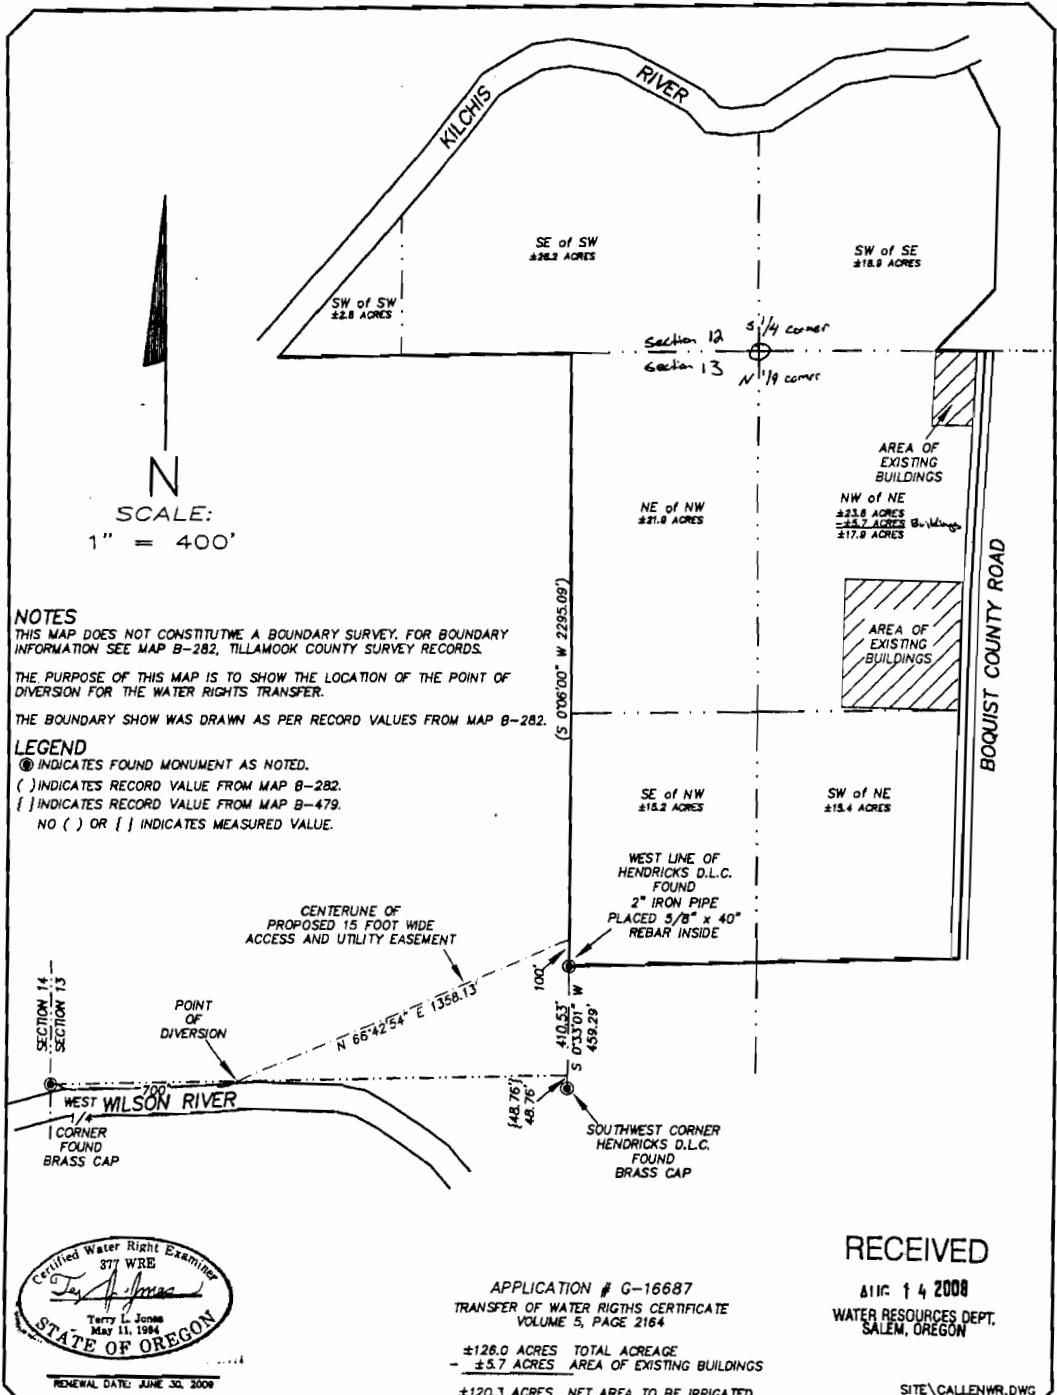 KILCHIS
RIVER
SE of SW
±26.2 ACRES
SW of SE
±18.9 ACRES
SW of SW
±2.8 ACRES
Section 12
S 1/4 corner
Section 13
N 1/4 corner
N
SCALE:
1" = 400'
AREA OF
EXISTING
BUILDINGS
NE of NW
±21.9 ACRES
NW of NE
±23.6 ACRES
-±5.7 ACRES Buildings
±17.9 ACRES
BOQUIST COUNTY ROAD
(S 0°06'00" W 2295.09')
AREA OF
EXISTING
BUILDINGS
NOTES
THIS MAP DOES NOT CONSTITUTWE A BOUNDARY SURVEY. FOR BOUNDARY
INFORMATION SEE MAP B-282, TILLAMOOK COUNTY SURVEY RECORDS.
THE PURPOSE OF THIS MAP IS TO SHOW THE LOCATION OF THE POINT OF
DIVERSION FOR THE WATER RIGHTS TRANSFER.
THE BOUNDARY SHOW WAS DRAWN AS PER RECORD VALUES FROM MAP B-282.
LEGEND
INDICATES FOUND MONUMENT AS NOTED.
( ) INDICATES RECORD VALUE FROM MAP B-282.
{ } INDICATES RECORD VALUE FROM MAP B-479.
NO ( ) OR { } INDICATES MEASURED VALUE.
SE of NW
±15.2 ACRES
SW of NE
±15.4 ACRES
WEST LINE OF
HENDRICKS D.L.C.
FOUND
2" IRON PIPE
PLACED 5/8" x 40"
REBAR INSIDE
CENTERLINE OF
PROPOSED 15 FOOT WIDE
ACCESS AND UTILITY EASEMENT
N 66°42'54" E 1358.13'
100'
410.53'
S 0°33'01" W
459.29'
SECTION 14
SECTION 13
POINT
OF
DIVERSION
700'
WEST
1/4
CORNER
FOUND
BRASS CAP
WILSON RIVER
{48.76'}
48.76'
SOUTHWEST CORNER
HENDRICKS D.L.C.
FOUND
BRASS CAP
Certified Water Right Examiner
377 WRE
Terry L. Jones
May 11, 1984
STATE OF OREGON
RENEWAL DATE: JUNE 30, 2009
APPLICATION # G-16687
TRANSFER OF WATER RIGTHS CERTIFICATE
VOLUME 5, PAGE 2164
±126.0 ACRES TOTAL ACREAGE
- ±5.7 ACRES AREA OF EXISTING BUILDINGS
±120.3 ACRES NET AREA TO BE IRRIGATED
RECEIVED
AUG 14 2008
WATER RESOURCES DEPT.
SALEM, OREGON
SITE\CALLENWR.DWG